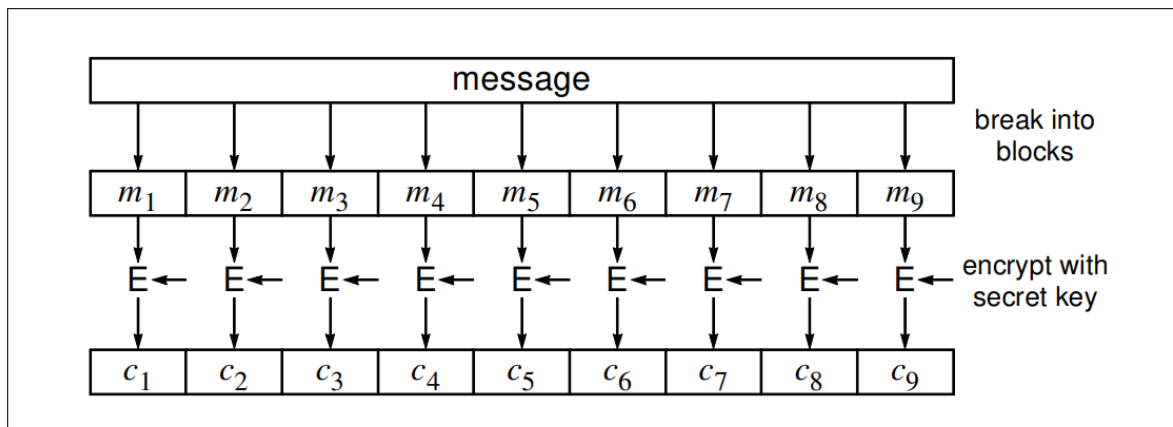 message
break into
blocks
m₁ m₂ m₃ m₄ m₅ m₆ m₇ m₈ m₉
E E E E E E E E E
encrypt with
secret key
c₁ c₂ c₃ c₄ c₅ c₆ c₇ c₈ c₉